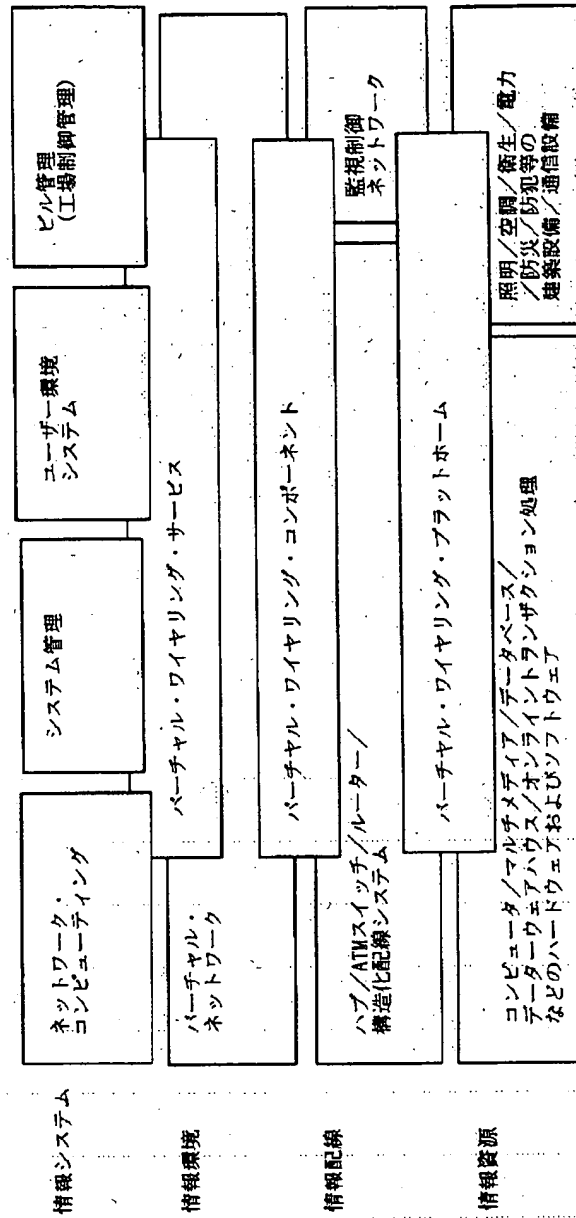 情報システム
ネットワーク・
コンピューティング
システム管理
ユーザー環境
システム
ビル管理
(工場制御管理)
情報環境
バーチャル・
ネットワーク
バーチャル・ワイヤリング・サービス
情報配線
ハブ/ATMスイッチ/ルーター/
構造化配線システム
バーチャル・ワイヤリング・コンポーネント
監視制御
ネットワーク
情報資源
コンピュータ/マルチメディア/データベース/
データーウェアハウス/オンライントランザクション処理
などのハードウェアおよびソフトウェア
バーチャル・ワイヤリング・プラットホーム
照明/空調/衛生/電力
/防災/防犯等の
建築設備/通信設備